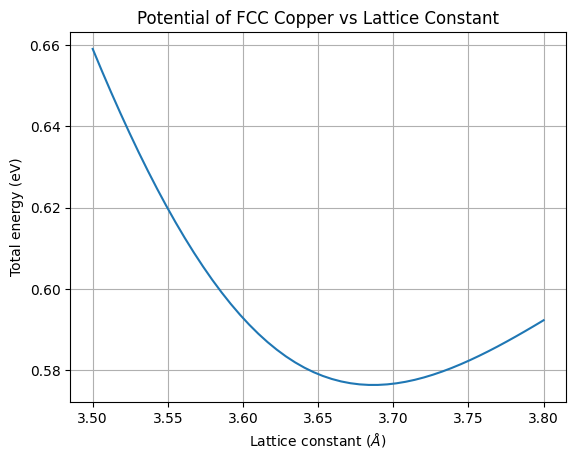 Potential of FCC Copper vs Lattice Constant
Total energy (eV)
0.66
0.64
0.62
0.60
0.58
3.50 3.55 3.60 3.65 3.70 3.75 3.80
Lattice constant (Å)